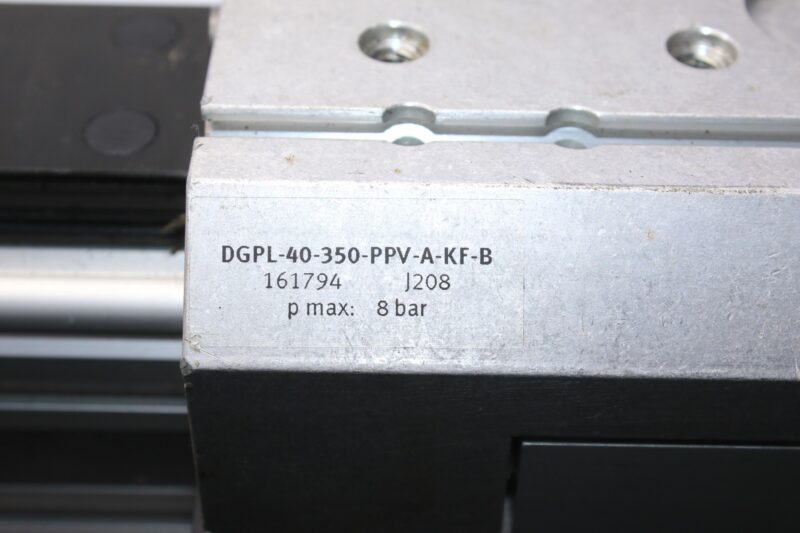 DGPL-40-350-PPV-A-KF-B
161794 J208
p max: 8 bar